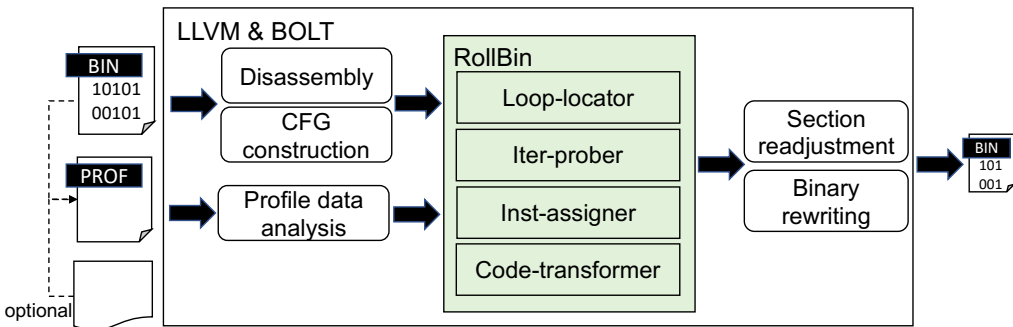 LLVM & BOLT
BIN
10101
00101
PROF
optional
Disassembly
CFG
construction
Profile data
analysis
RollBin
Loop-locator
Iter-prober
Inst-assigner
Code-transformer
Section
readjustment
Binary
rewriting
BIN
101
001